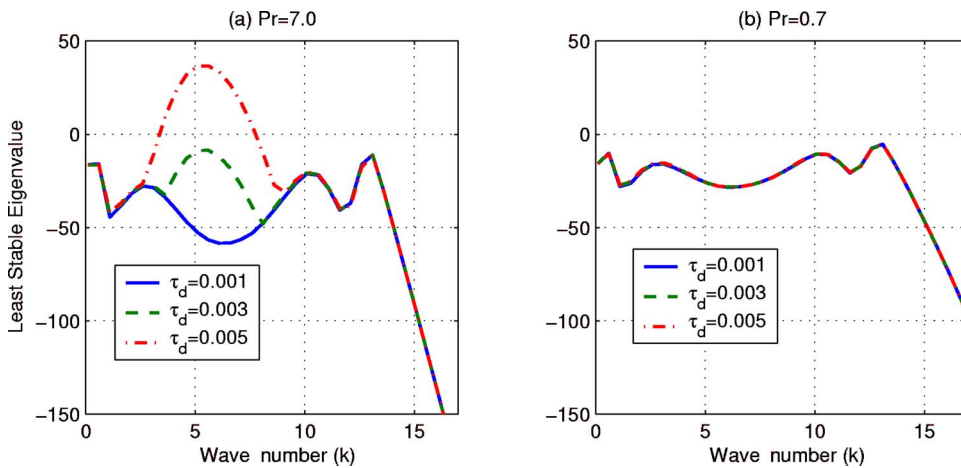 (a) Pr=7.0
50
0
−50
−100
−150
Least Stable Eigenvalue
τd=0.001
τd=0.003
τd=0.005
0 5 10 15
Wave number (k)
(b) Pr=0.7
50
0
−50
−100
−150
τd=0.001
τd=0.003
τd=0.005
0 5 10 15
Wave number (k)